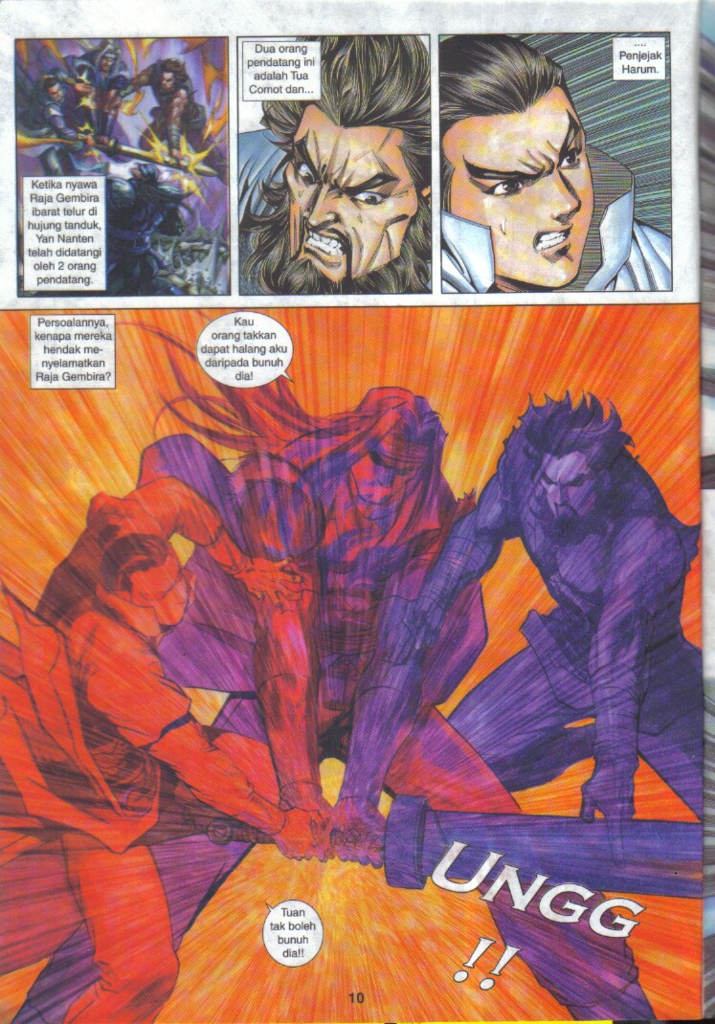 Ketika nyawa
Raja Gembira
ibarat telur di
hujung tanduk,
Yan Nanten
telah didatangi
oleh 2 orang
pendatang.
Dua orang
pendatang ini
adalah Tua
Comot dan...
....
Penjejak
Harum.
Persoalannya,
kenapa mereka
hendak me-
nyelamatkan
Raja Gembira?
Kau
orang takkan
dapat halang aku
daripada bunuh
dia!
Tuan
tak boleh
bunuh
dia!!
UNGG
!!
10